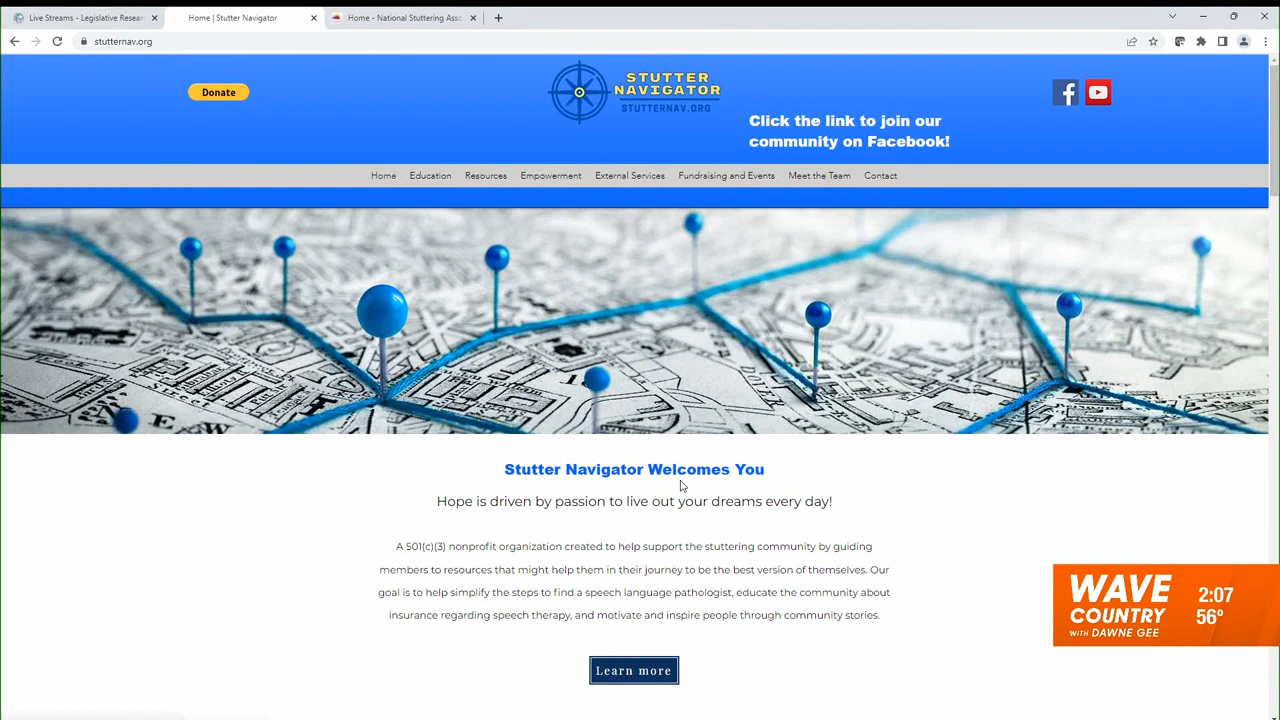 Live Streams - Legislative Resear
Home | Stutter Navigator
Home - National Stuttering Asso
stutternav.org
Donate
STUTTER
NAVIGATOR
STUTTERNAV.ORG
Click the link to join our
community on Facebook!
Home Education Resources Empowerment External Services Fundraising and Events Meet the Team Contact
N E W
Stutter Navigator Welcomes You
Hope is driven by passion to live out your dreams every day!
A 501(c)(3) nonprofit organization created to help support the stuttering community by guiding
members to resources that might help them in their journey to be the best version of themselves. Our
goal is to help simplify the steps to find a speech language pathologist, educate the community about
insurance regarding speech therapy, and motivate and inspire people through community stories.
Learn more
WAVE
COUNTRY
WITH DAWNE GEE
2:07
56°